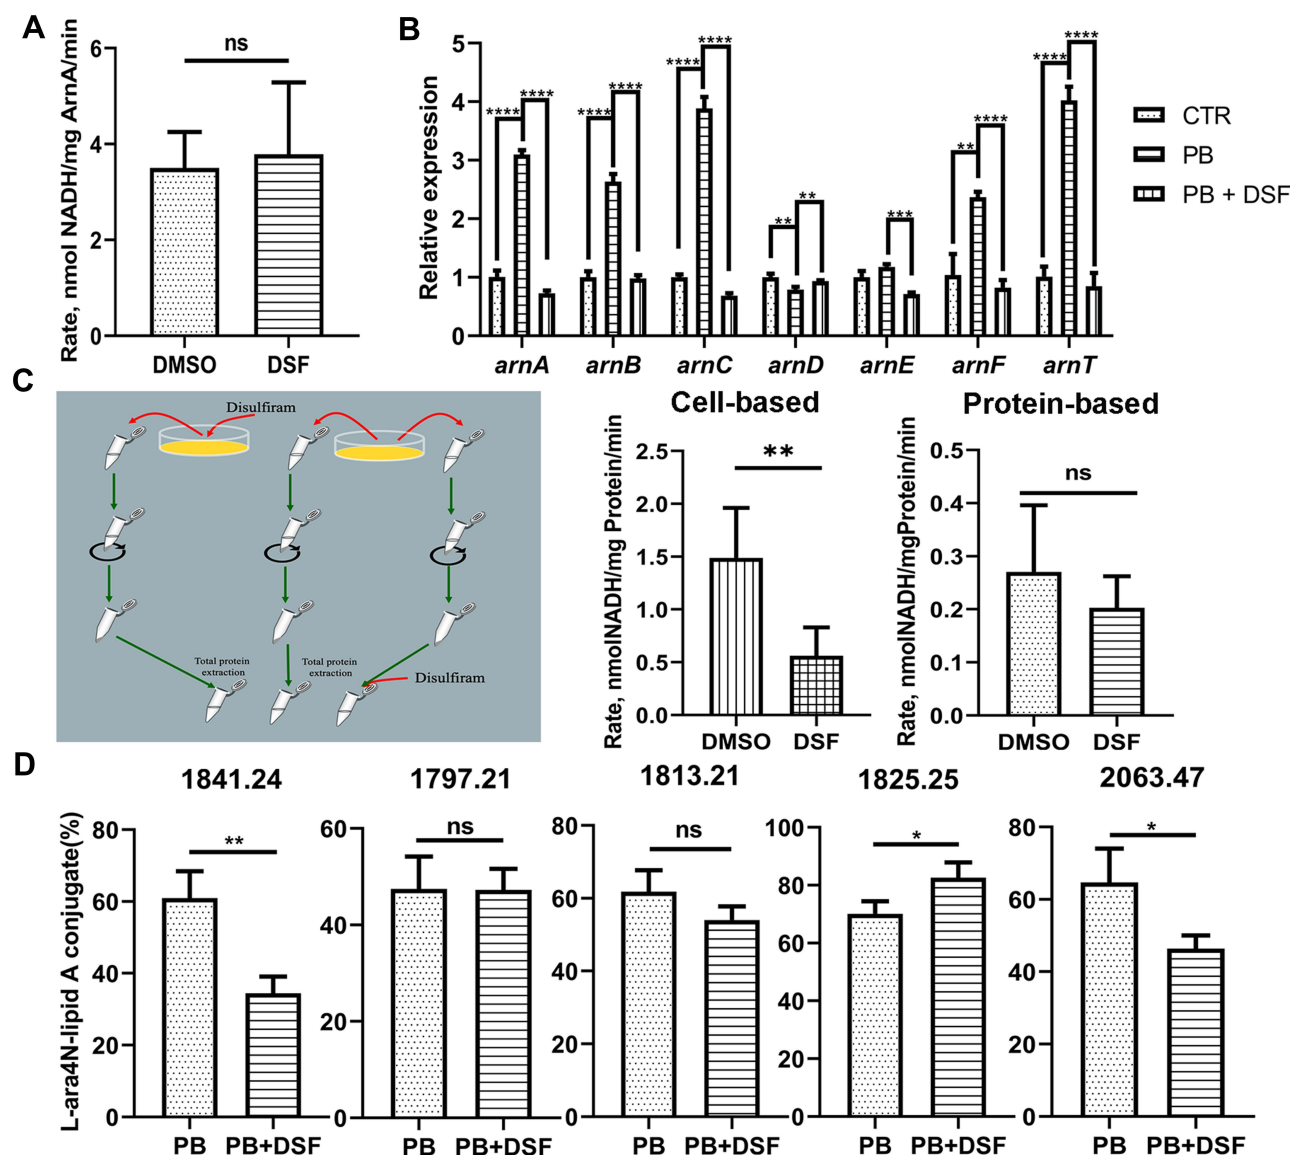 A
Rate, nmol NADH/mg ArnA/min
6
4
2
0
ns
DMSO DSF
B
Relative expression
5
4
3
2
1
0
**** ****
**** ****
**** ****
** **
***
** ****
**** ****
arnA arnB arnC arnD arnE arnF arnT
CTR
PB
PB + DSF
C
Disulfiram
Total protein
extraction
Total protein
extraction
Disulfiram
Cell-based
Rate, nmolNADH/mg Protein/min
2.5
2.0
1.5
1.0
0.5
0.0
**
DMSO DSF
Protein-based
Rate, nmolNADH/mgProtein/min
0.5
0.4
0.3
0.2
0.1
0.0
ns
DMSO DSF
D
L-ara4N-lipid A conjugate(%)
1841.24
80
60
40
20
0
**
PB PB+DSF
1797.21
60
40
20
0
ns
PB PB+DSF
1813.21
80
60
40
20
0
ns
PB PB+DSF
1825.25
100
80
60
40
20
0
*
PB PB+DSF
2063.47
80
60
40
20
0
*
PB PB+DSF